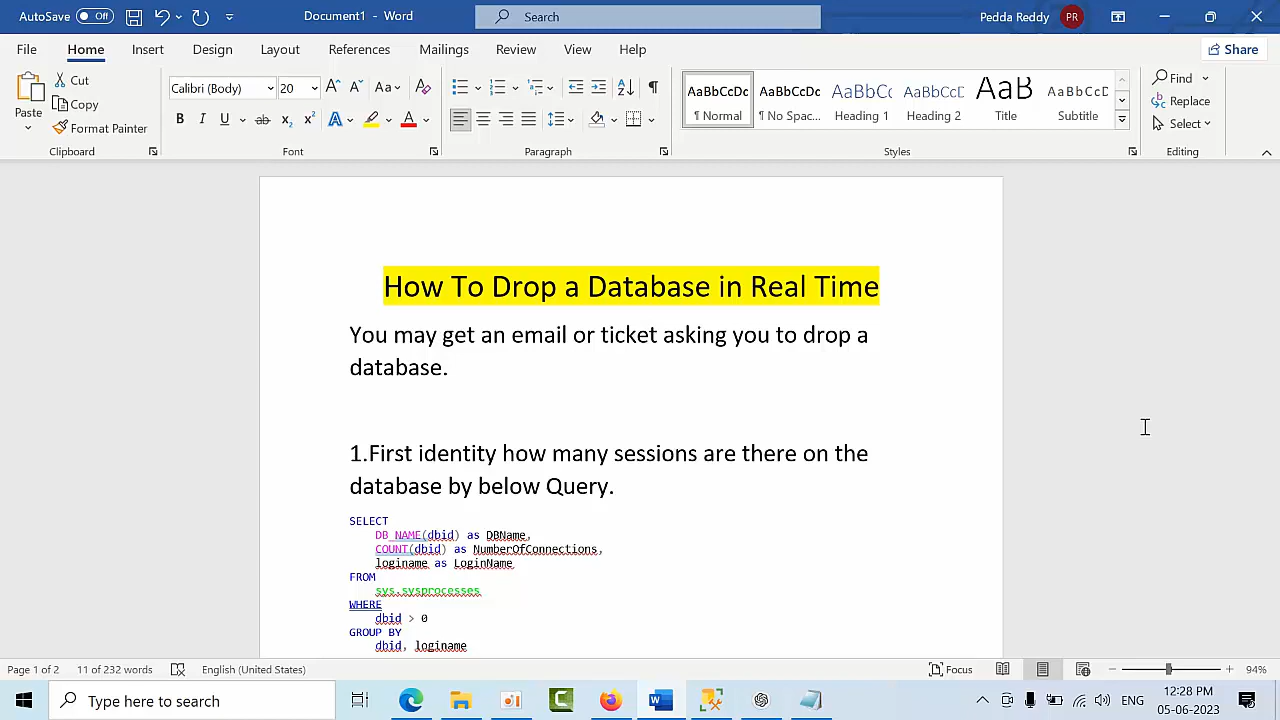 AutoSave Off Document1 - Word Search Pedda Reddy PR
File Home Insert Design Layout References Mailings Review View Help Share
Paste Cut Copy Format Painter
Calibri (Body) 20
AaBbCcDc AaBbCcDc AaBbCc AaBbCcD AaB AaBbCcD
¶ Normal ¶ No Spac... Heading 1 Heading 2 Title Subtitle
Find Replace Select
Clipboard Font Paragraph Styles Editing
How To Drop a Database in Real Time
You may get an email or ticket asking you to drop a
database.
1.First identity how many sessions are there on the
database by below Query.
SELECT
DB_NAME(dbid) as DBName,
COUNT(dbid) as NumberOfConnections,
loginame as LoginName
FROM
sys.sysprocesses
WHERE
dbid > 0
GROUP BY
dbid, loginame
Page 1 of 2 11 of 232 words English (United States) Focus 94%
Type here to search ENG 12:28 PM
05-06-2023